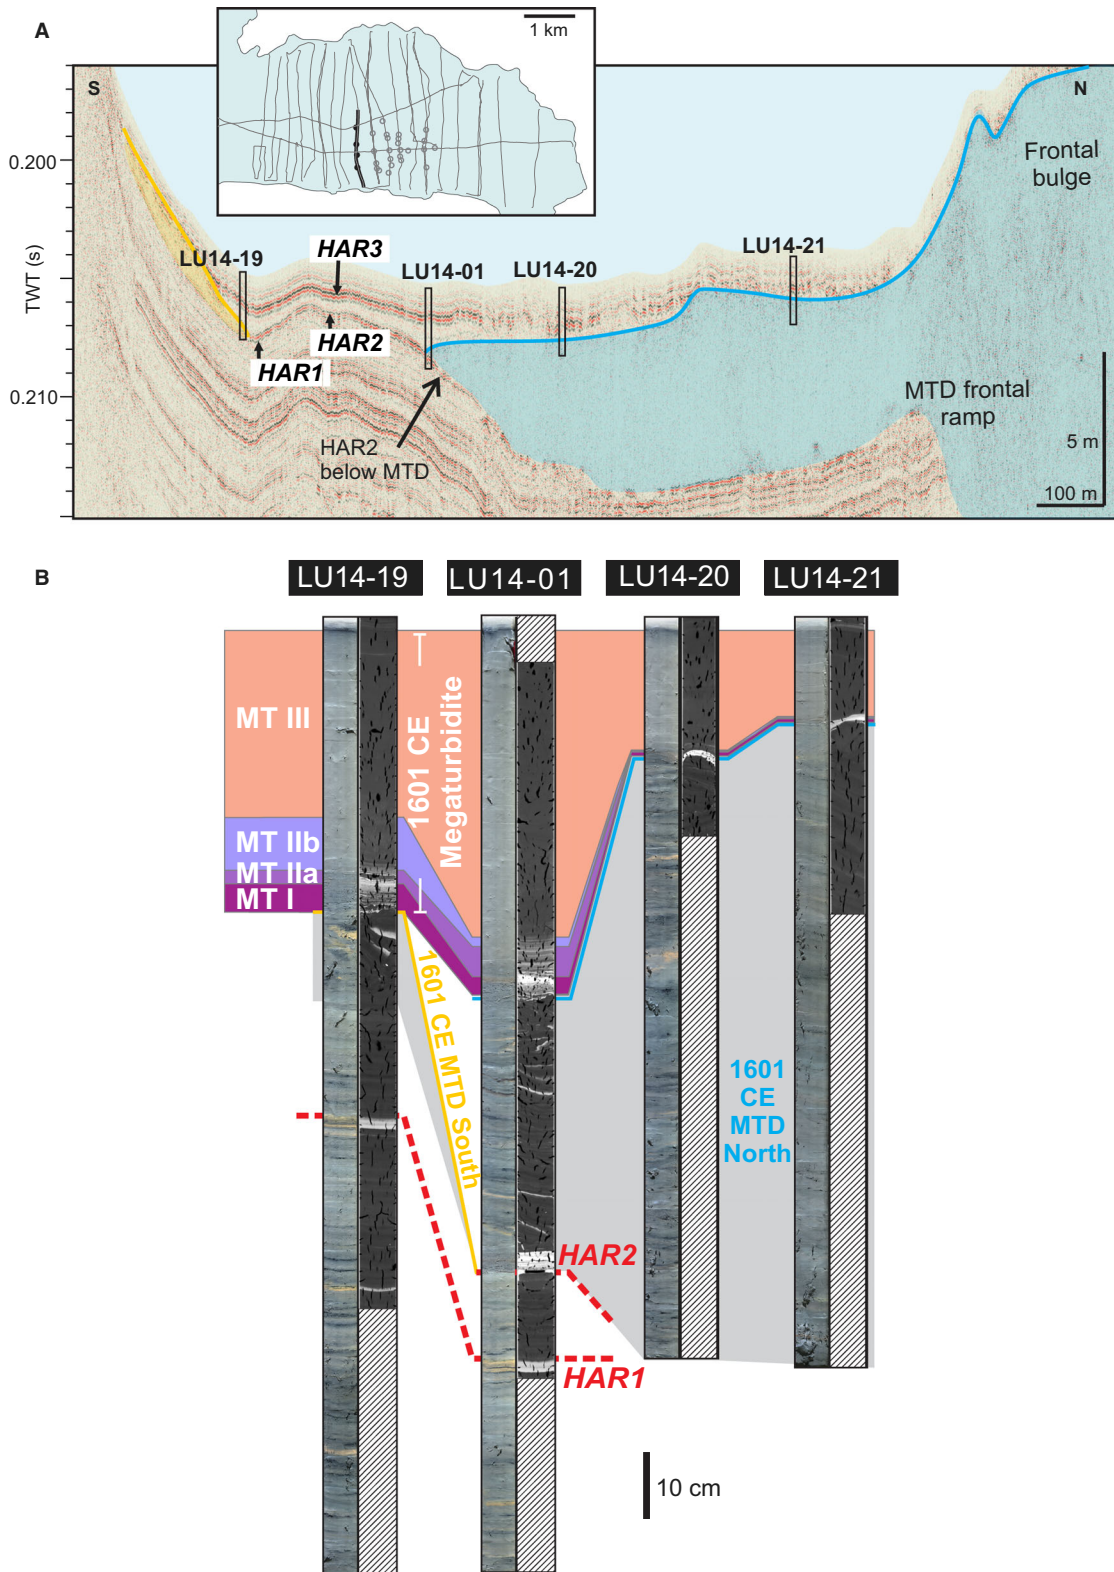 A
1 km
S
N
0.200
Frontal
bulge
LU14-19
HAR3
LU14-01
LU14-20
LU14-21
TWT (s)
HAR2
HAR1
0.210
MTD frontal
ramp
HAR2
below MTD
5 m
100 m
B
LU14-19
LU14-01
LU14-20
LU14-21
MT III
1601 CE
Megaturbidite
MT IIb
MT IIa
MT I
1601 CE MTD South
1601
CE
MTD
North
HAR2
HAR1
10 cm